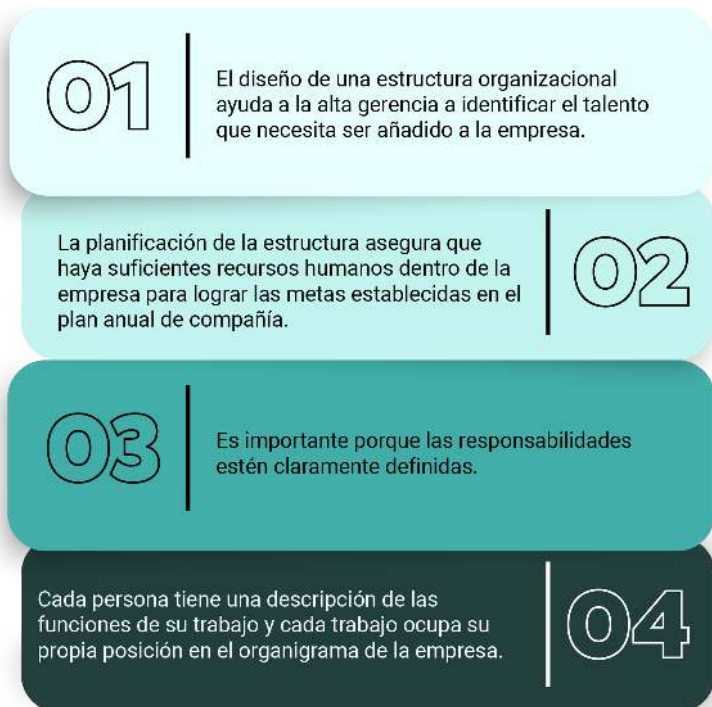 01
El diseño de una estructura organizacional
ayuda a la alta gerencia a identificar el talento
que necesita ser añadido a la empresa.
La planificación de la estructura asegura que
haya suficientes recursos humanos dentro de la
empresa para lograr las metas establecidas en el
plan anual de compañía.
02
03
Es importante porque las responsabilidades
estén claramente definidas.
Cada persona tiene una descripción de las
funciones de su trabajo y cada trabajo ocupa su
propia posición en el organigrama de la empresa.
04